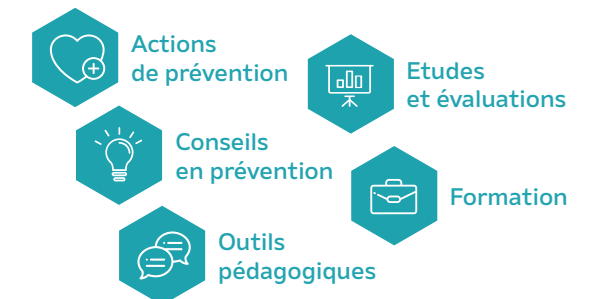 Actions
de prévention
Etudes
et évaluations
Conseils
en prévention
Formation
Outils
pédagogiques